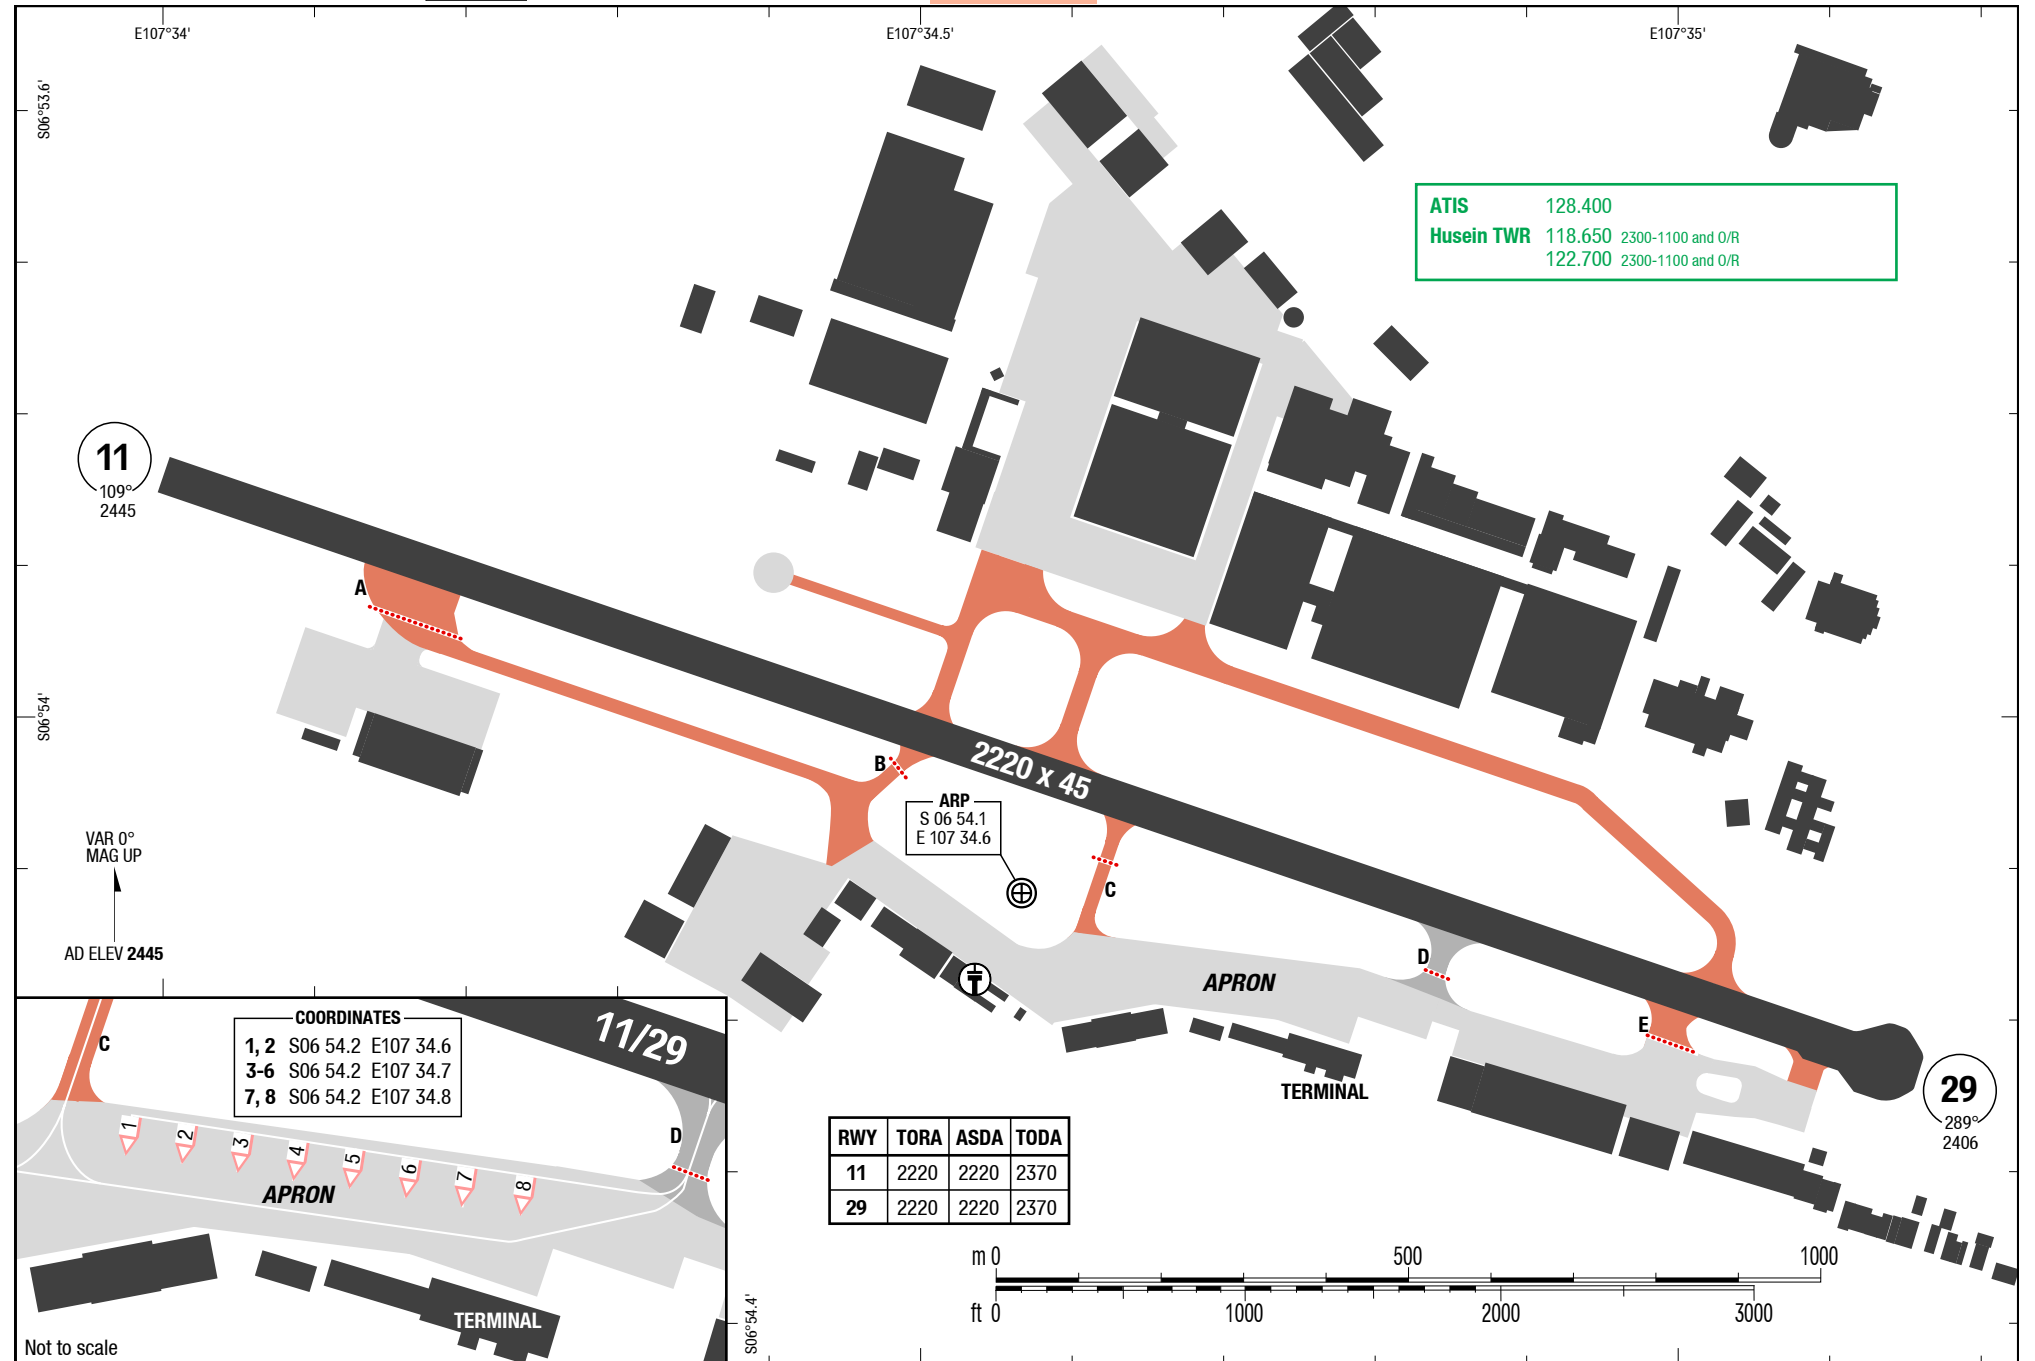 E107°34'
E107°34.5'
E107°35'
S06°53.6'
ATIS 128.400
Husein TWR 118.650 2300-1100 and O/R
122.700 2300-1100 and O/R
11
109°
2445
A
S06°54'
2220 x 45
B
ARP
S 06 54.1
E 107 34.6
VAR 0°
MAG UP
C
AD ELEV 2445
D
APRON
E
TERMINAL
29
289°
2406
COORDINATES
1, 2 S06 54.2 E107 34.6
3-6 S06 54.2 E107 34.7
7, 8 S06 54.2 E107 34.8
11/29
C
D
1
2
3
4
5
6
7
8
APRON
TERMINAL
Not to scale
S06°54.4'
RWY TORA ASDA TODA
11 2220 2220 2370
29 2220 2220 2370
m 0 500 1000
ft 0 1000 2000 3000